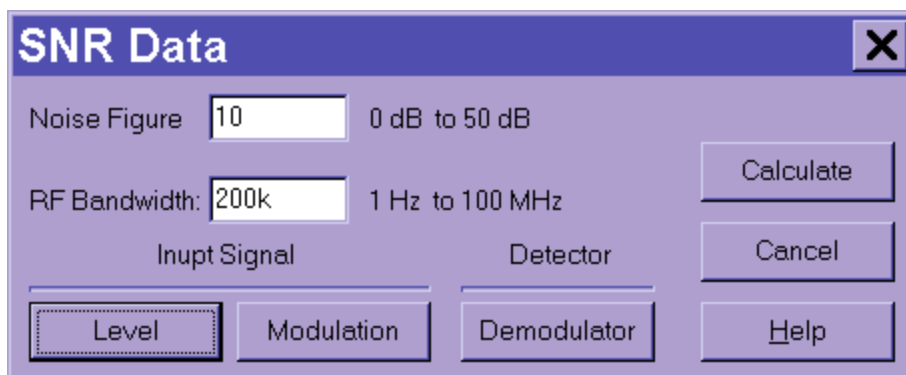 SNR Data
Noise Figure 10 0 dB to 50 dB
Calculate
RF Bandwidth: 200k 1 Hz to 100 MHz
Inupt Signal Detector Cancel
Level Modulation Demodulator Help